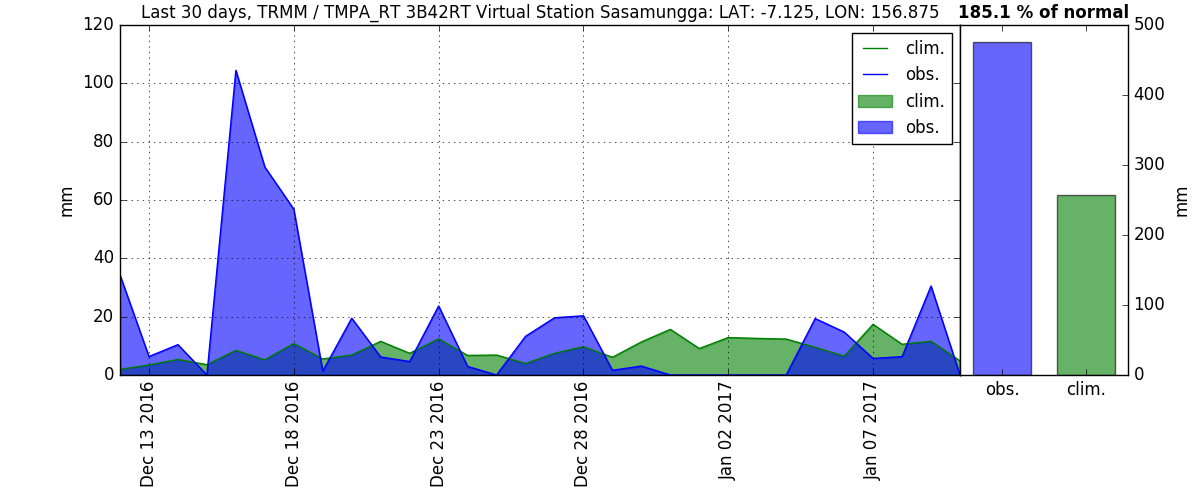 Last 30 days, TRMM / TMPA_RT 3B42RT Virtual Station Sasamungga: LAT: -7.125, LON: 156.875
185.1 % of normal
120
100
80
60
40
20
0
mm
clim.
obs.
clim.
obs.
Dec 13 2016
Dec 18 2016
Dec 23 2016
Dec 28 2016
Jan 02 2017
Jan 07 2017
500
400
300
200
100
0
mm
obs.
clim.